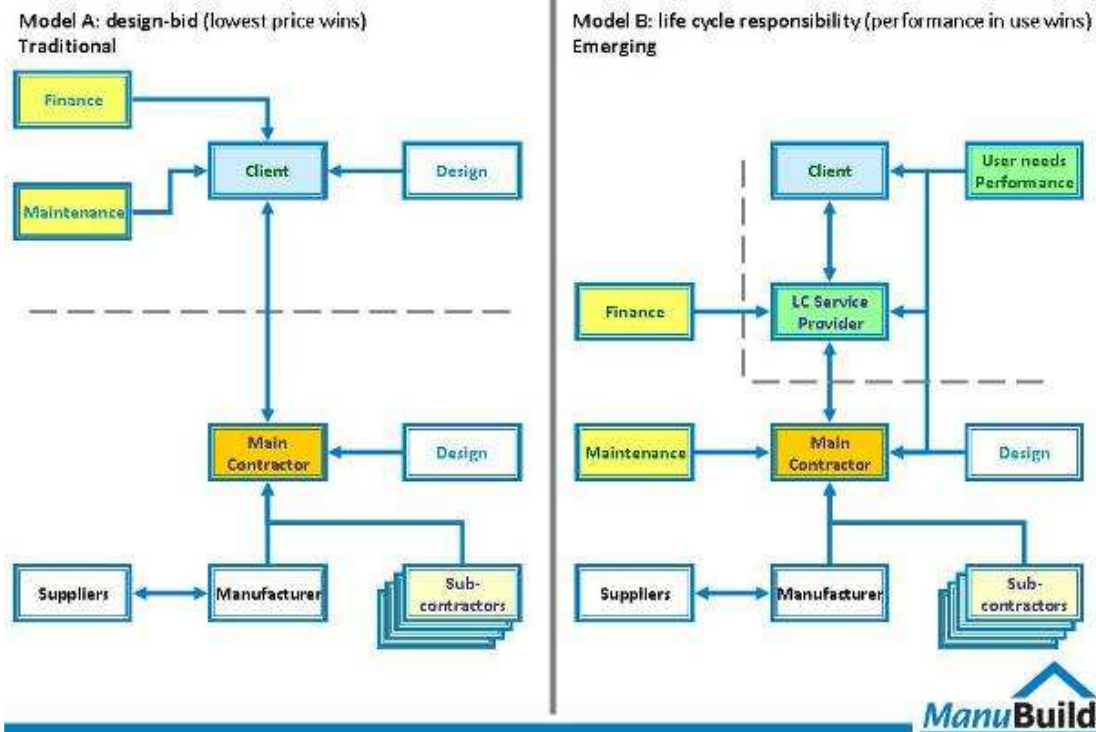 Model A: design-bid (lowest price wins)
Traditional
Finance
Client
Design
Maintenance
Main
Contractor
Design
Suppliers
Manufacturer
Sub-
contractors
Model B: life cycle responsibility (performance in use wins)
Emerging
Client
User needs
Performance
Finance
LC Service
Provider
Maintenance
Main
Contractor
Design
Suppliers
Manufacturer
Sub-
contractors
ManuBuild